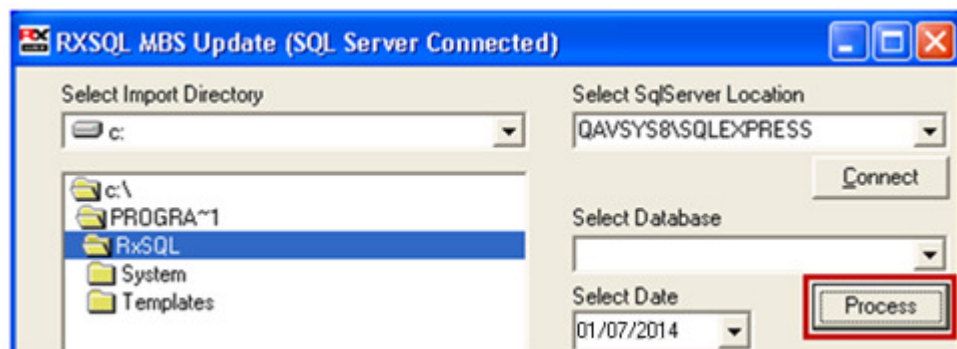 RX
RXSQL MBS Update (SQL Server Connected)
Select Import Directory
c:
c:\
PROGRA~1
RxSQL
System
Templates
Select SqlServer Location
QAVSYS8\SQLEXPRESS
Connect
Select Database
Select Date
01/07/2014
Process